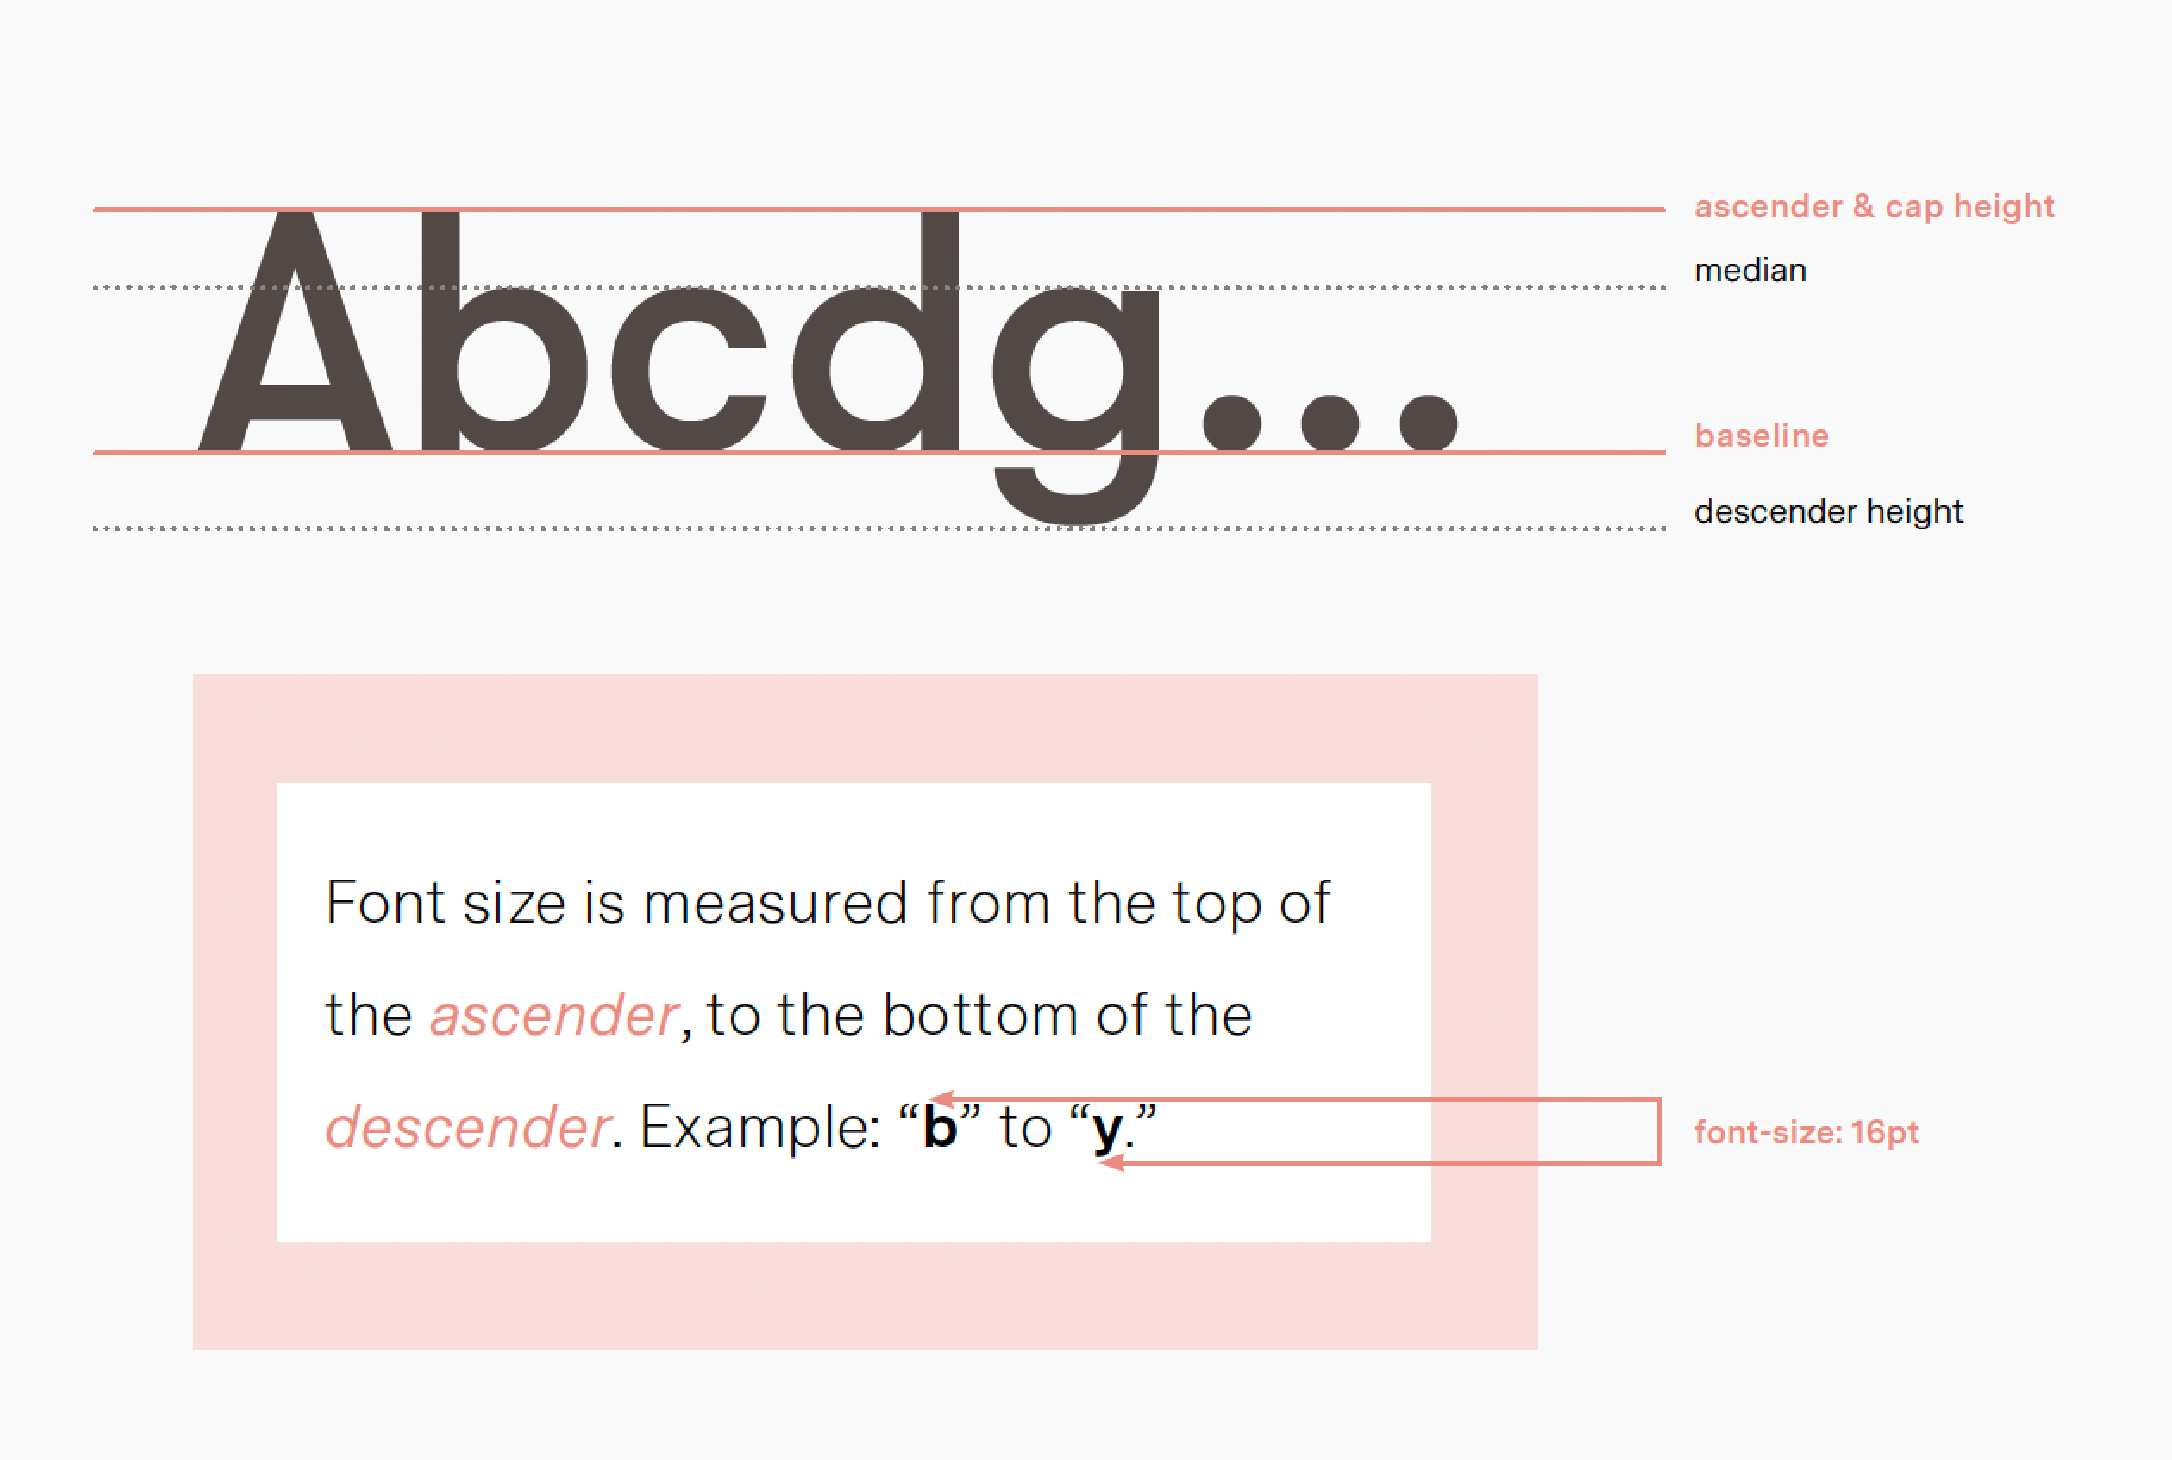 ascender & cap height
median
Abcdg...
baseline
descender height
Font size is measured from the top of
the ascender, to the bottom of the
descender. Example: “b” to “y.”
font-size: 16pt